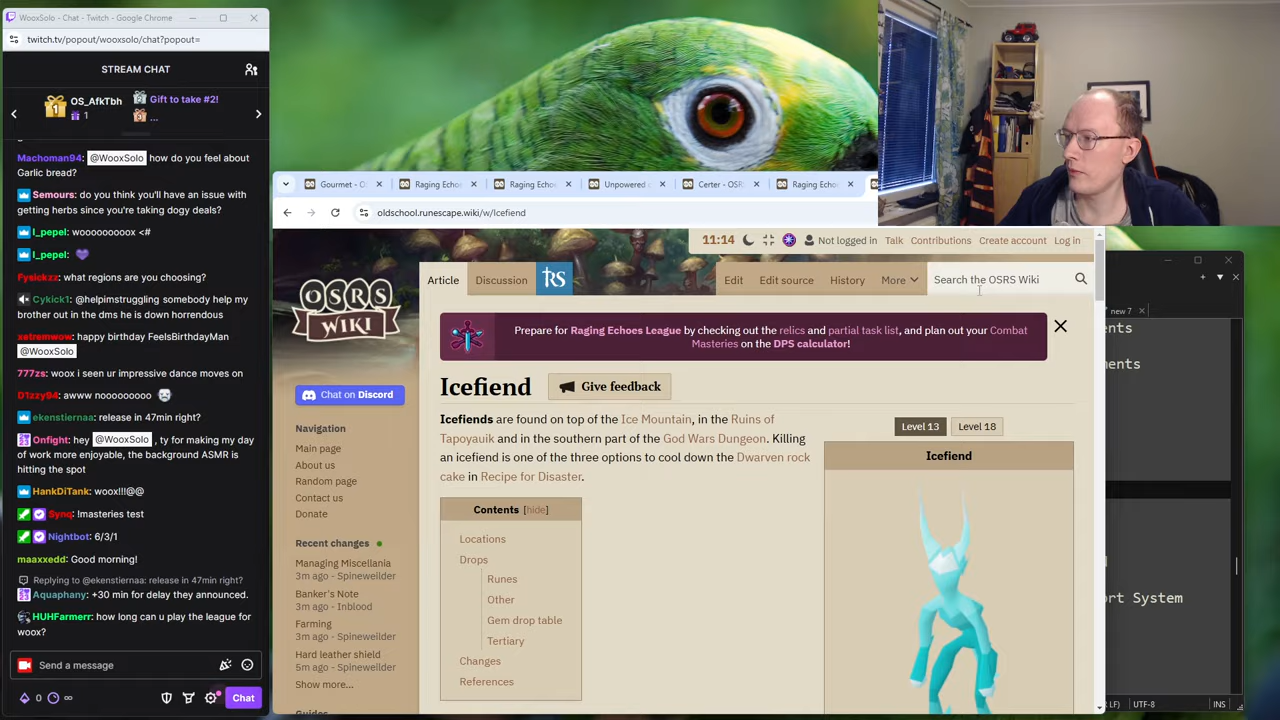 WooxSolo - Chat - Twitch - Google Chrome
twitch.tv/popout/wooxsolo/chat?popout=
STREAM CHAT
OS_AfkTbh
1
Gift to take #2!
...
Machoman94: @WooxSolo how do you feel about
Garlic bread?
Semours: do you think you'll have an issue with
getting herbs since you're taking dogy deals?
I_pepel: wooooooooox <#
I_pepel:
Fysickzz: what regions are you choosing?
Cykick1: @helpimstruggling somebody help my
brother out in the dms he is down horrendous
xatremeow: happy birthday FeelsBirthdayMan
@WooxSolo
777zs: woox i seen ur impressive dance moves on
D1zzy94: awww nooooooooo
ekenstiernaa: release in 47min right?
Onfight: hey @WooxSolo , ty for making my day
of work more enjoyable, the background ASMR is
hitting the spot
HankDiTank: woox!!!@@
Synq: !masteries test
Nightbot: 6/3/1
maaxxedd: Good morning!
Replying to @ekenstiernaa: release in 47min right?
Aquaphany: +30 min for delay they announced.
HUHFarmerr: how long can u play the league for
woox?
Send a message
0
∞
Chat
Gourmet - O
Raging Echo
Raging Echo
Unpowered
Certer - OSR
Raging Echo
oldschool.runescape.wiki/w/Icefiend
11:14
Not logged in
Talk
Contributions
Create account
Log in
OSRS
WIKI
Article
Discussion
rs
Edit
Edit source
History
More
Search the OSRS Wiki
Prepare for Raging Echoes League by checking out the relics and partial task list, and plan out your Combat
Masteries on the DPS calculator!
Chat on Discord
Navigation
Main page
About us
Random page
Contact us
Donate
Recent changes
Managing Miscellania
3m ago - Spineweilder
Banker's Note
3m ago - Inblood
Farming
3m ago - Spineweilder
Hard leather shield
5m ago - Spineweilder
Show more...
Guides
Icefiend
Give feedback
Icefiends are found on top of the Ice Mountain, in the Ruins of
Tapoyauik and in the southern part of the God Wars Dungeon. Killing
an icefiend is one of the three options to cool down the Dwarven rock
cake in Recipe for Disaster.
Contents [hide]
Locations
Drops
Runes
Other
Gem drop table
Tertiary
Changes
References
Level 13
Level 18
Icefiend
new 7
ents
ments
ort System
LF)
UTF-8
INS